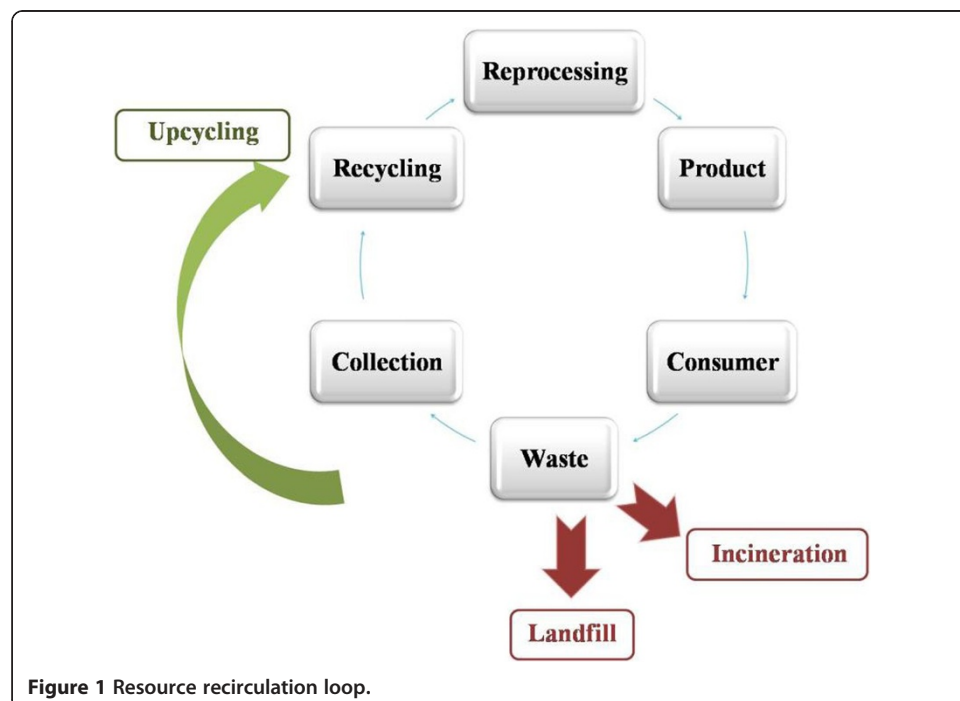 Reprocessing
Upcycling
Recycling
Product
Collection
Consumer
Waste
Incineration
Landfill
Figure 1 Resource recirculation loop.